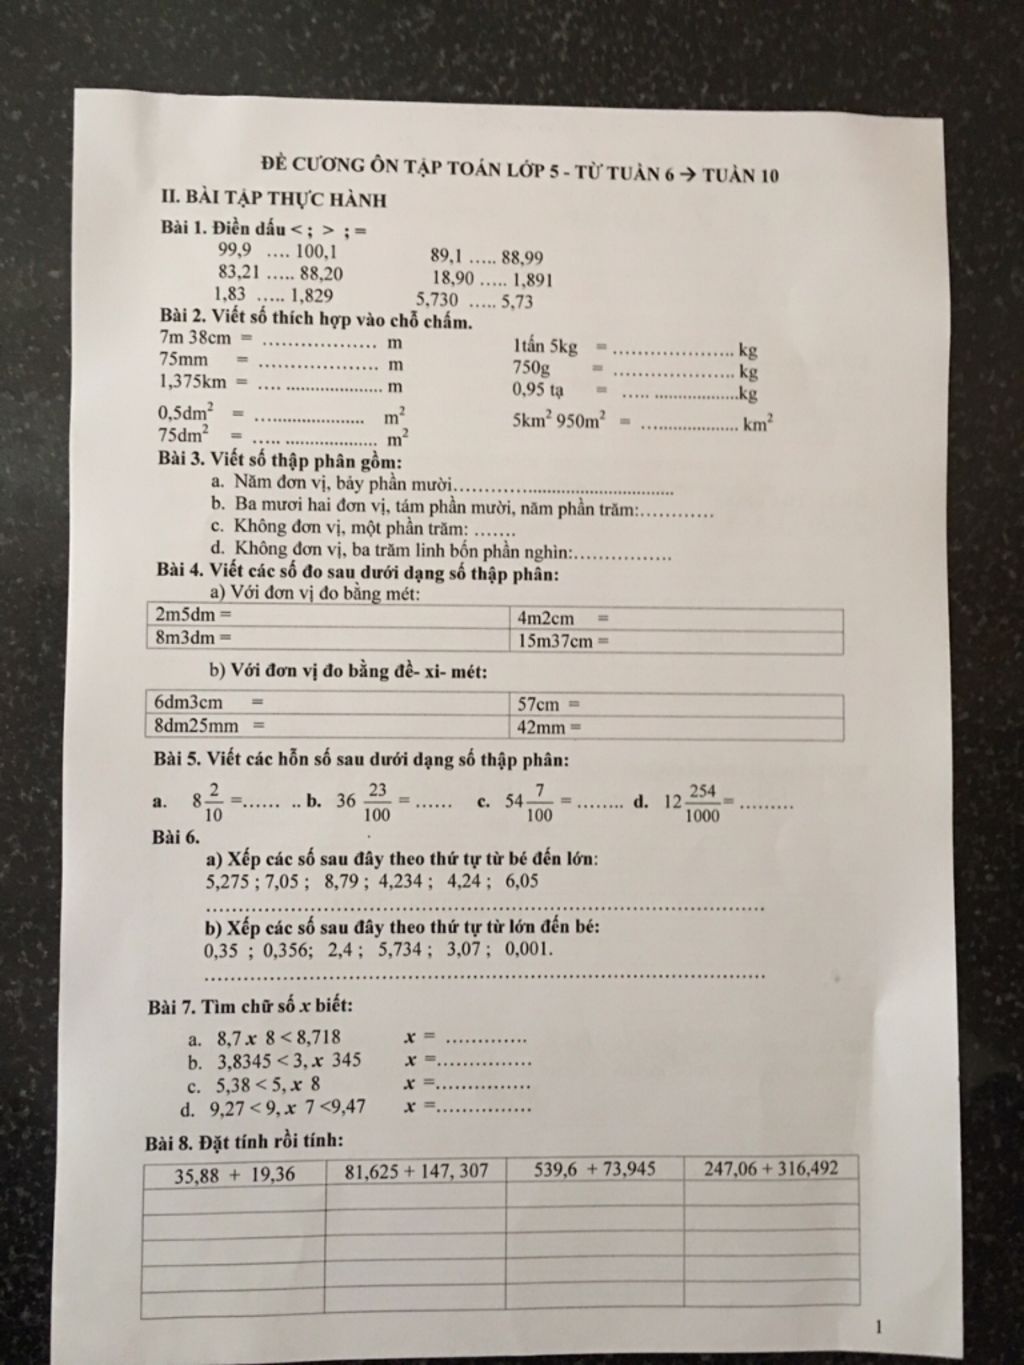 ĐỀ CƯƠNG ÔN TẬP TOÁN LỚP 5 - TỪ TUẦN 6 → TUẦN 10
II. BÀI TẬP THỰC HÀNH
Bài 1. Điền dấu < ; > ; =
99,9 .... 100,1 89,1 ..... 88,99
83,21 ..... 88,20 18,90 ..... 1,891
1,83 ..... 1,829 5,730 ..... 5,73
Bài 2. Viết số thích hợp vào chỗ chấm.
7m 38cm = .................. m 1tấn 5kg = .................... kg
75mm = ................... m 750g = .................... kg
1,375km = .... ................... m 0,95 tạ = ..... ..................kg
0,5dm² = ...................... m² 5km² 950m² = .................. km²
75dm² = ..... .................. m²
Bài 3. Viết số thập phân gồm:
a. Năm đơn vị, bảy phần mười..........................................
b. Ba mươi hai đơn vị, tám phần mười, năm phần trăm:.............
c. Không đơn vị, một phần trăm: .......
d. Không đơn vị, ba trăm linh bốn phần nghìn:.................
Bài 4. Viết các số đo sau dưới dạng số thập phân:
a) Với đơn vị đo bằng mét:
2m5dm = 4m2cm =
8m3dm = 15m37cm =
b) Với đơn vị đo bằng đề- xi- mét:
6dm3cm = 57cm =
8dm25mm = 42mm =
Bài 5. Viết các hỗn số sau dưới dạng số thập phân:
a. 8 2/10 =...... .. b. 36 23/100 = ...... c. 54 7/100 = ........ d. 12 254/1000 = .........
Bài 6.
a) Xếp các số sau đây theo thứ tự từ bé đến lớn:
5,275 ; 7,05 ; 8,79 ; 4,234 ; 4,24 ; 6,05
..........................................................................................
b) Xếp các số sau đây theo thứ tự từ lớn đến bé:
0,35 ; 0,356; 2,4 ; 5,734 ; 3,07 ; 0,001.
..........................................................................................
Bài 7. Tìm chữ số x biết:
a. 8,7 x 8 < 8,718 x = .............
b. 3,8345 < 3, x 345 x =...............
c. 5,38 < 5, x 8 x =...............
d. 9,27 < 9, x 7 <9,47 x =...............
Bài 8. Đặt tính rồi tính:
35,88 + 19,36 81,625 + 147, 307 539,6 + 73,945 247,06 + 316,492
1